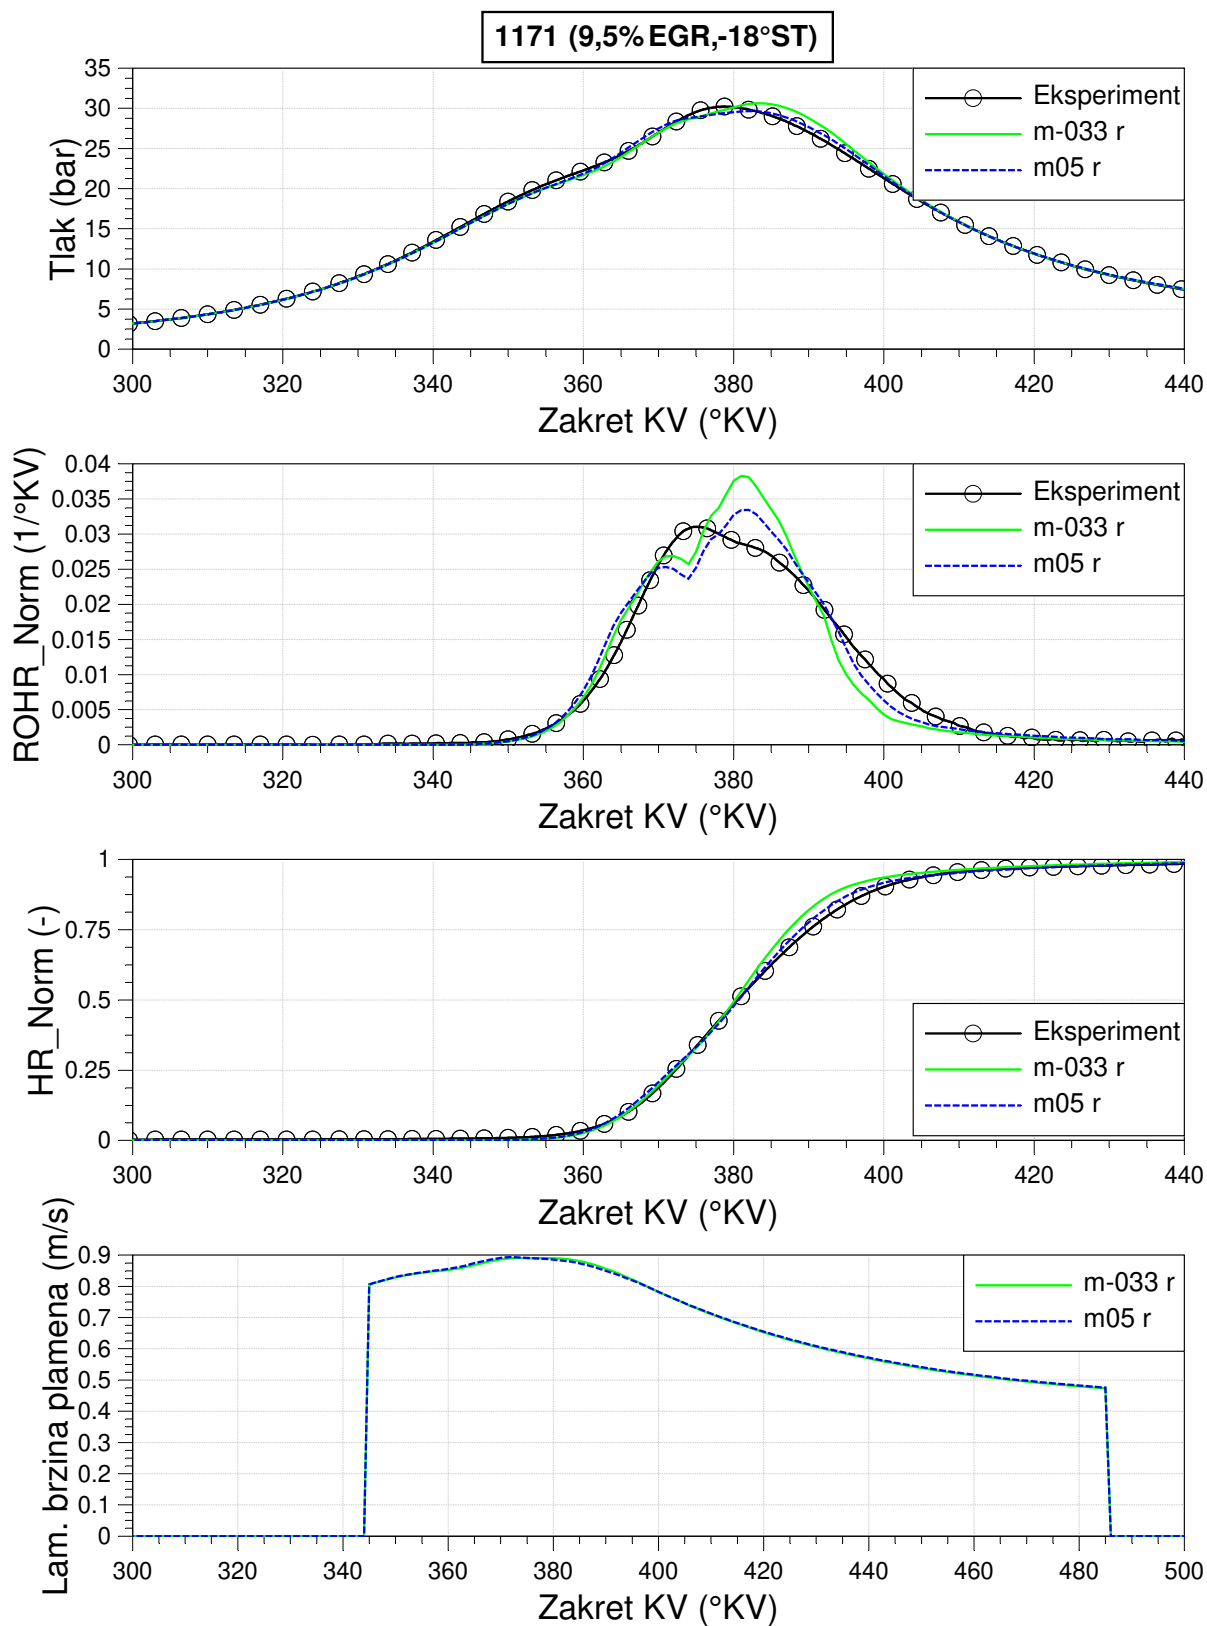 1171 (9,5% EGR,-18°ST)
Tlak (bar)
35
30
25
20
15
10
5
0
Eksperiment
m-033 r
m05 r
300 320 340 360 380 400 420 440
Zakret KV (°KV)
ROHR_Norm (1/°KV)
0.04
0.035
0.03
0.025
0.02
0.015
0.01
0.005
0
Eksperiment
m-033 r
m05 r
300 320 340 360 380 400 420 440
Zakret KV (°KV)
HR_Norm (-)
1
0.75
0.5
0.25
0
Eksperiment
m-033 r
m05 r
300 320 340 360 380 400 420 440
Zakret KV (°KV)
Lam. brzina plamena (m/s)
0.9
0.8
0.7
0.6
0.5
0.4
0.3
0.2
0.1
0
m-033 r
m05 r
300 320 340 360 380 400 420 440 460 480 500
Zakret KV (°KV)